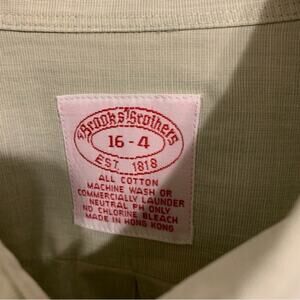 Brooks Brothers
16 - 4
EST. 1818
ALL COTTON
MACHINE WASH OR
COMMERCIALLY LAUNDER
NEUTRAL PH ONLY
NO CHLORINE BLEACH
MADE IN HONG KONG